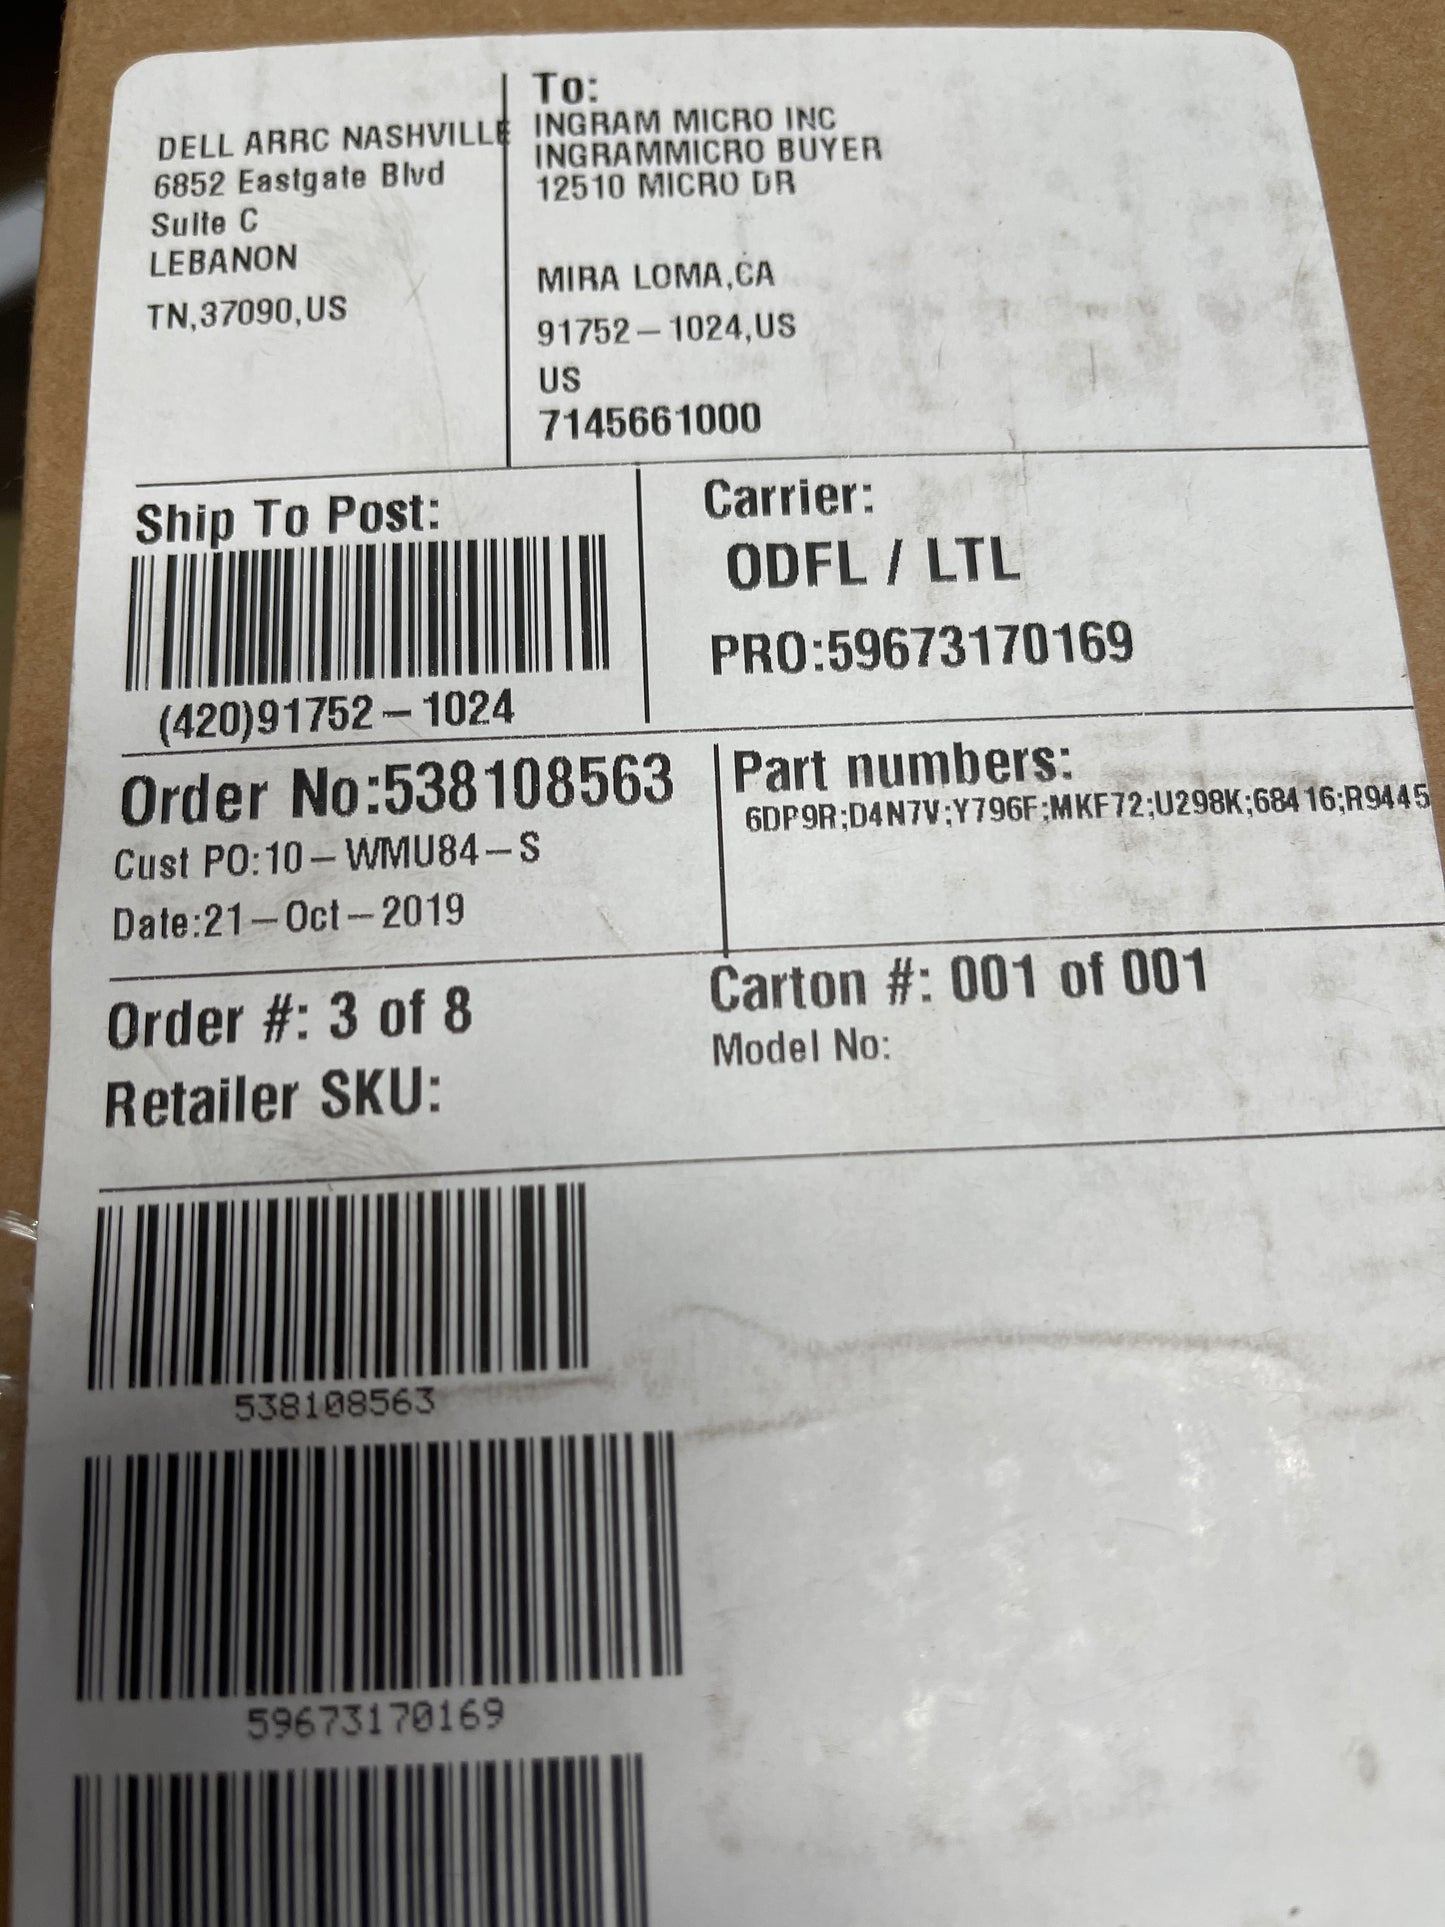 DELL ARRC NASHVILLE
6852 Eastgate Blvd
Suite C
LEBANON
TN,37090,US
To:
INGRAM MICRO INC
INGRAMMICRO BUYER
12510 MICRO DR
MIRA LOMA,CA
91752-1024,US
US
7145661000
Ship To Post:
(420)91752-1024
Carrier:
ODFL / LTL
PRO:59673170169
Order No:538108563
Cust PO:10-WMU84-S
Date:21-Oct-2019
Part numbers:
6DP9R;D4N7V;Y796F;MKF72;U298K;68416;R9445
Order #: 3 of 8
Carton #: 001 of 001
Model No:
Retailer SKU:
538108563
59673170169